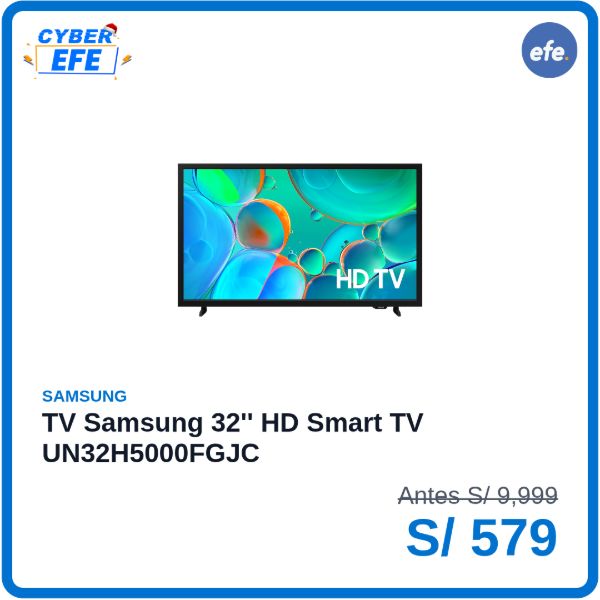 CYBER
EFE
efe.
HD TV
SAMSUNG
TV Samsung 32'' HD Smart TV
UN32H5000FGJC
Antes S/ 9,999
S/ 579